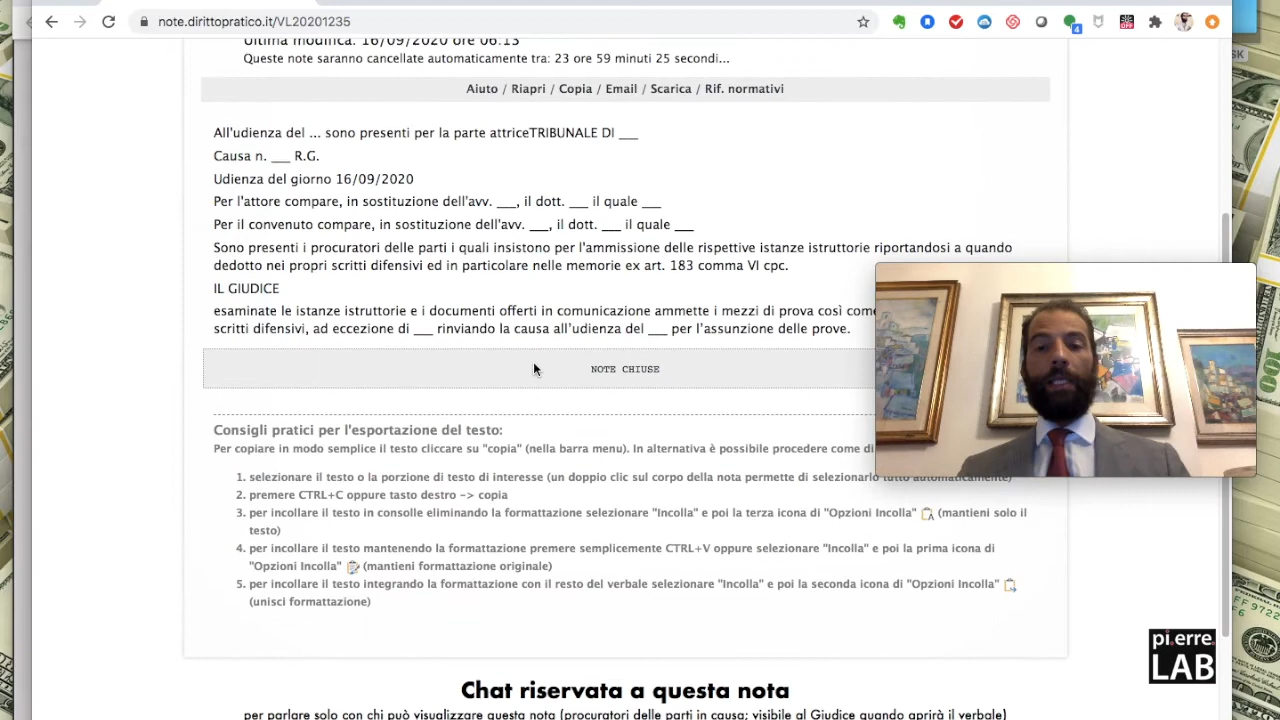 note.dirittopratico.it/VL20201235
4
OFF
SK
Ultima modifica: 16/09/2020 ore 06:13
Queste note saranno cancellate automaticamente tra: 23 ore 59 minuti 25 secondi...
Aiuto / Riapri / Copia / Email / Scarica / Rif. normativi
All'udienza del ... sono presenti per la parte attriceTRIBUNALE DI ___
Causa n. ___ R.G.
Udienza del giorno 16/09/2020
Per l'attore compare, in sostituzione dell'avv. ___, il dott. ___ il quale ___
Per il convenuto compare, in sostituzione dell'avv. ___, il dott. ___ il quale ___
Sono presenti i procuratori delle parti i quali insistono per l'ammissione delle rispettive istanze istruttorie riportandosi a quando
dedotto nei propri scritti difensivi ed in particolare nelle memorie ex art. 183 comma VI cpc.
IL GIUDICE
esaminate le istanze istruttorie e i documenti offerti in comunicazione ammette i mezzi di prova così come
scritti difensivi, ad eccezione di ___ rinviando la causa all'udienza del ___ per l'assunzione delle prove.
NOTE CHIUSE
Consigli pratici per l'esportazione del testo:
Per copiare in modo semplice il testo cliccare su "copia" (nella barra menu). In alternativa è possibile procedere come di
1. selezionare il testo o la porzione di testo di interesse (un doppio clic sul corpo della nota permette di selezionarlo tutto automaticamente)
2. premere CTRL+C oppure tasto destro -> copia
3. per incollare il testo in consolle eliminando la formattazione selezionare "Incolla" e poi la terza icona di "Opzioni Incolla" (mantieni solo il
testo)
4. per incollare il testo mantenendo la formattazione premere semplicemente CTRL+V oppure selezionare "Incolla" e poi la prima icona di
"Opzioni Incolla" (mantieni formattazione originale)
5. per incollare il testo integrando la formattazione con il resto del verbale selezionare "Incolla" e poi la seconda icona di "Opzioni Incolla"
(unisci formattazione)
pi.erre.
LAB
Chat riservata a questa nota
per parlare solo con chi può visualizzare questa nota (procuratori delle parti in causa; visibile al Giudice quando aprirà il verbale)